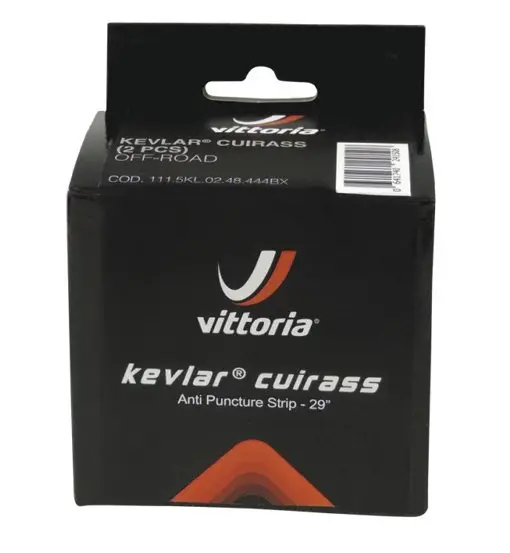 vittoria
KEVLAR® CUIRASS
(2 PCS)
OFF-ROAD
COD. 111.5KL.02.48.444BX
vittoria®
kevlar® cuirass
Anti Puncture Strip - 29"